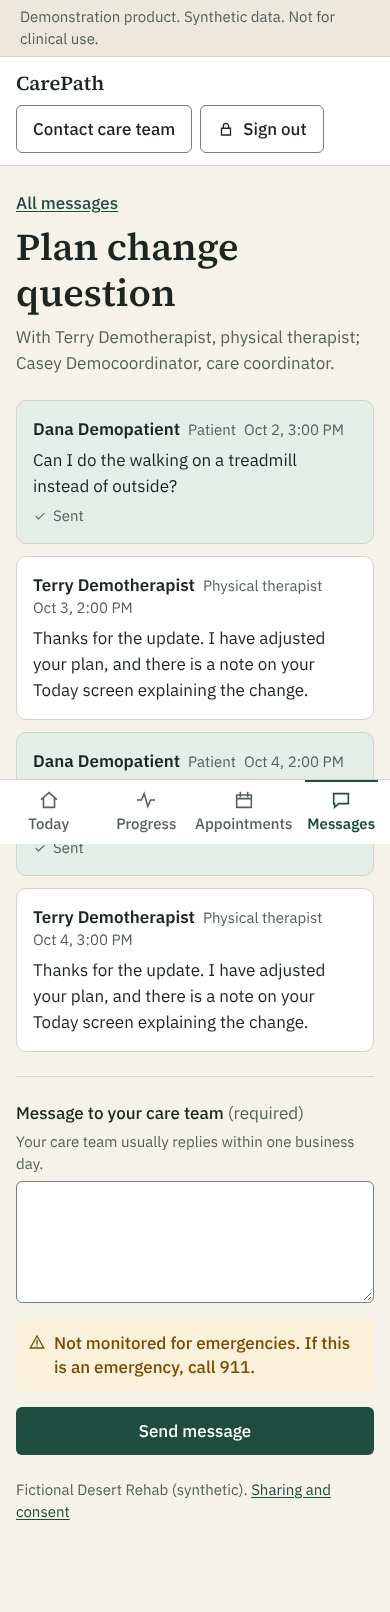 Demonstration product. Synthetic data. Not for
clinical use.
CarePath
Contact care team
Sign out
All messages
Plan change
question
With Terry Demotherapist, physical therapist;
Casey Democoordinator, care coordinator.
Dana Demopatient Patient Oct 2, 3:00 PM
Can I do the walking on a treadmill
instead of outside?
Sent
Terry Demotherapist Physical therapist
Oct 3, 2:00 PM
Thanks for the update. I have adjusted
your plan, and there is a note on your
Today screen explaining the change.
Dana Demopatient Patient Oct 4, 2:00 PM
Today Progress Appointments Messages
Sent
Terry Demotherapist Physical therapist
Oct 4, 3:00 PM
Thanks for the update. I have adjusted
your plan, and there is a note on your
Today screen explaining the change.
Message to your care team (required)
Your care team usually replies within one business
day.
Not monitored for emergencies. If this
is an emergency, call 911.
Send message
Fictional Desert Rehab (synthetic). Sharing and
consent